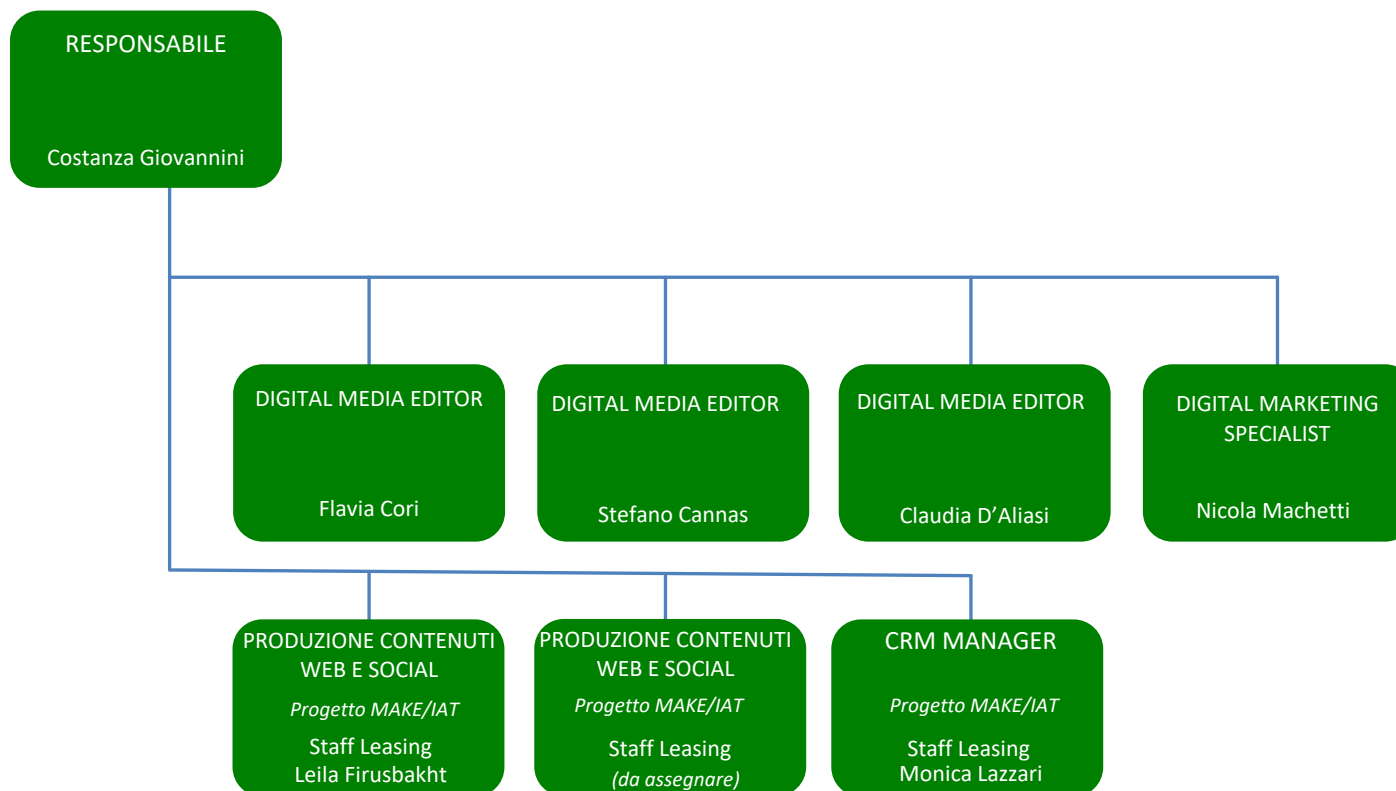 RESPONSABILE
Costanza Giovannini
DIGITAL MEDIA EDITOR
Flavia Cori
DIGITAL MEDIA EDITOR
Stefano Cannas
DIGITAL MEDIA EDITOR
Claudia D’Aliasi
DIGITAL MARKETING
SPECIALIST
Nicola Machetti
PRODUZIONE CONTENUTI
WEB E SOCIAL
Progetto MAKE/IAT
Staff Leasing
Leila Firusbakht
PRODUZIONE CONTENUTI
WEB E SOCIAL
Progetto MAKE/IAT
Staff Leasing
(da assegnare)
CRM MANAGER
Progetto MAKE/IAT
Staff Leasing
Monica Lazzari